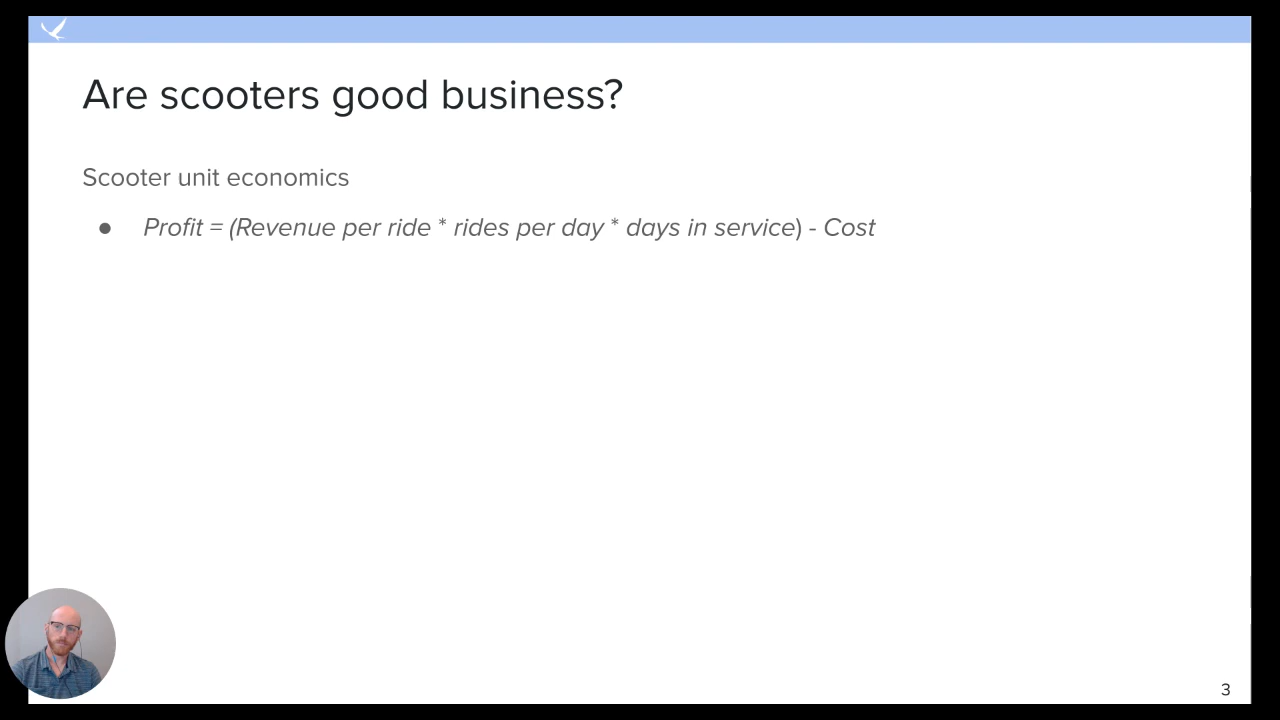 Are scooters good business?
Scooter unit economics
● Profit = (Revenue per ride * rides per day * days in service) - Cost
3